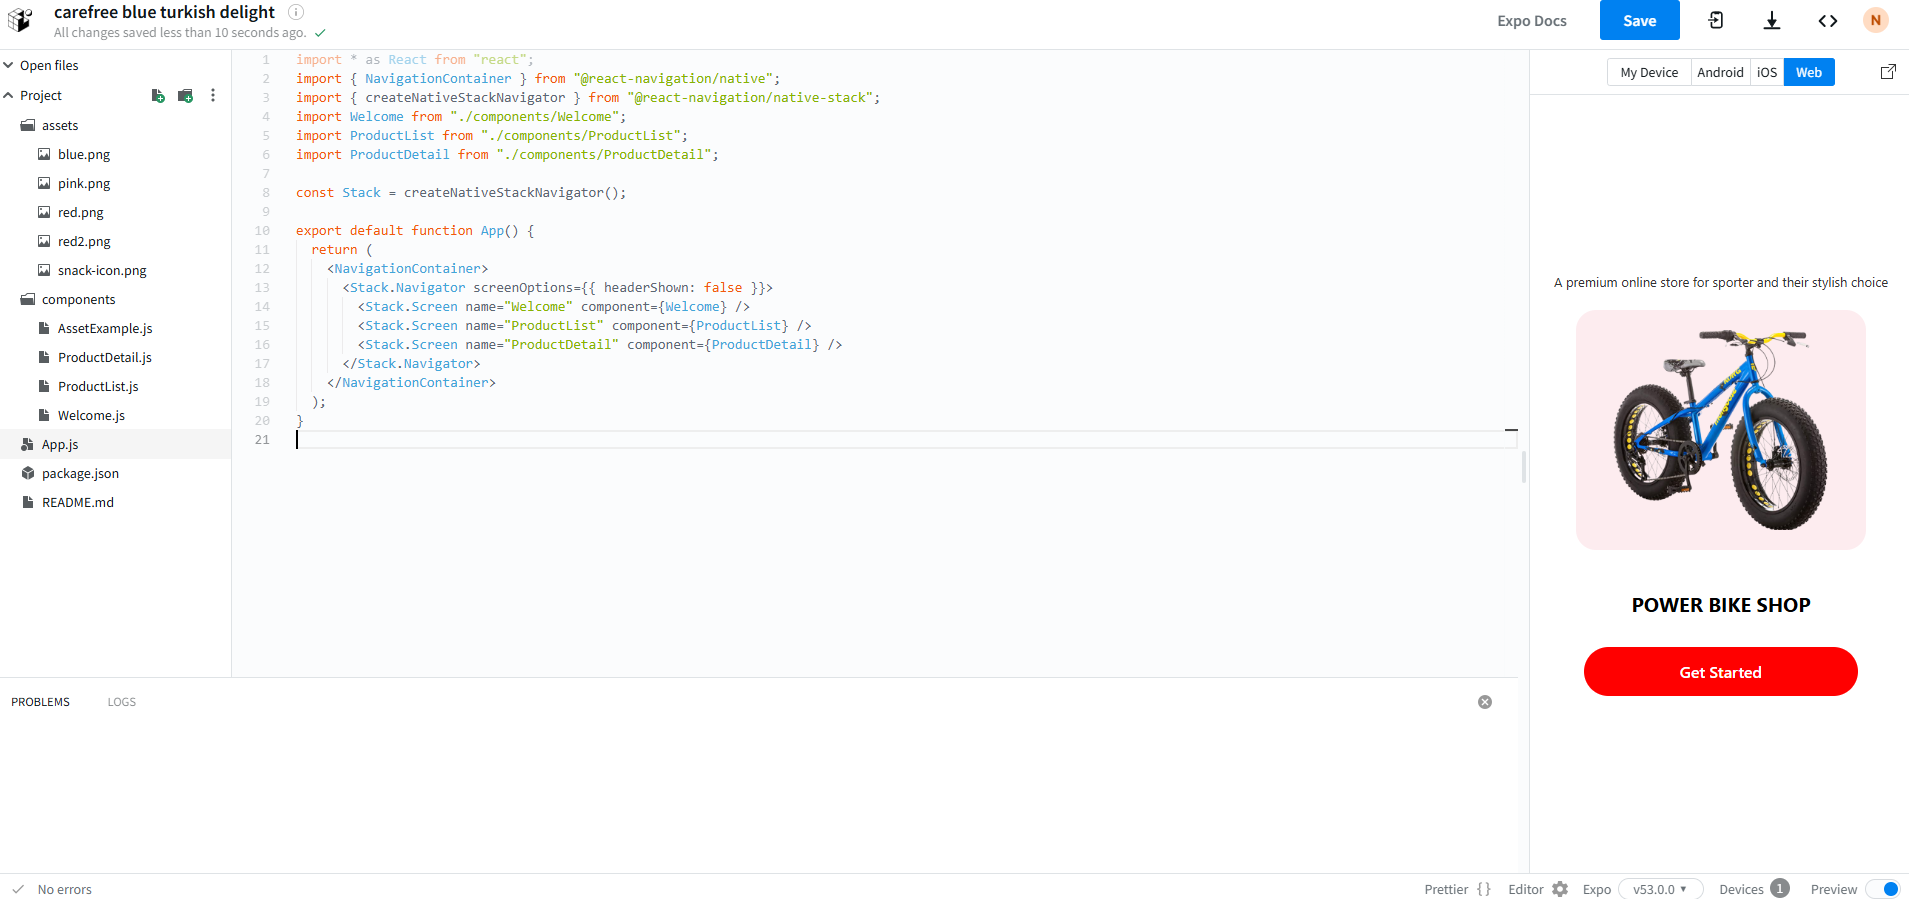 carefree blue turkish delight
All changes saved less than 10 seconds ago.
Expo Docs
Save
N
Open files
Project
assets
blue.png
pink.png
red.png
red2.png
snack-icon.png
components
AssetExample.js
ProductDetail.js
ProductList.js
Welcome.js
App.js
package.json
README.md
1 import * as React from "react";
2 import { NavigationContainer } from "@react-navigation/native";
3 import { createNativeStackNavigator } from "@react-navigation/native-stack";
4 import Welcome from "./components/Welcome";
5 import ProductList from "./components/ProductList";
6 import ProductDetail from "./components/ProductDetail";
7
8 const Stack = createNativeStackNavigator();
9
10 export default function App() {
11 return (
12 <NavigationContainer>
13 <Stack.Navigator screenOptions={{ headerShown: false }}>
14 <Stack.Screen name="Welcome" component={Welcome} />
15 <Stack.Screen name="ProductList" component={ProductList} />
16 <Stack.Screen name="ProductDetail" component={ProductDetail} />
17 </Stack.Navigator>
18 </NavigationContainer>
19 );
20 }
21
My Device Android iOS Web
A premium online store for sporter and their stylish choice
POWER BIKE SHOP
Get Started
PROBLEMS LOGS
No errors
Prettier {} Editor Expo v53.0.0 Devices 1 Preview